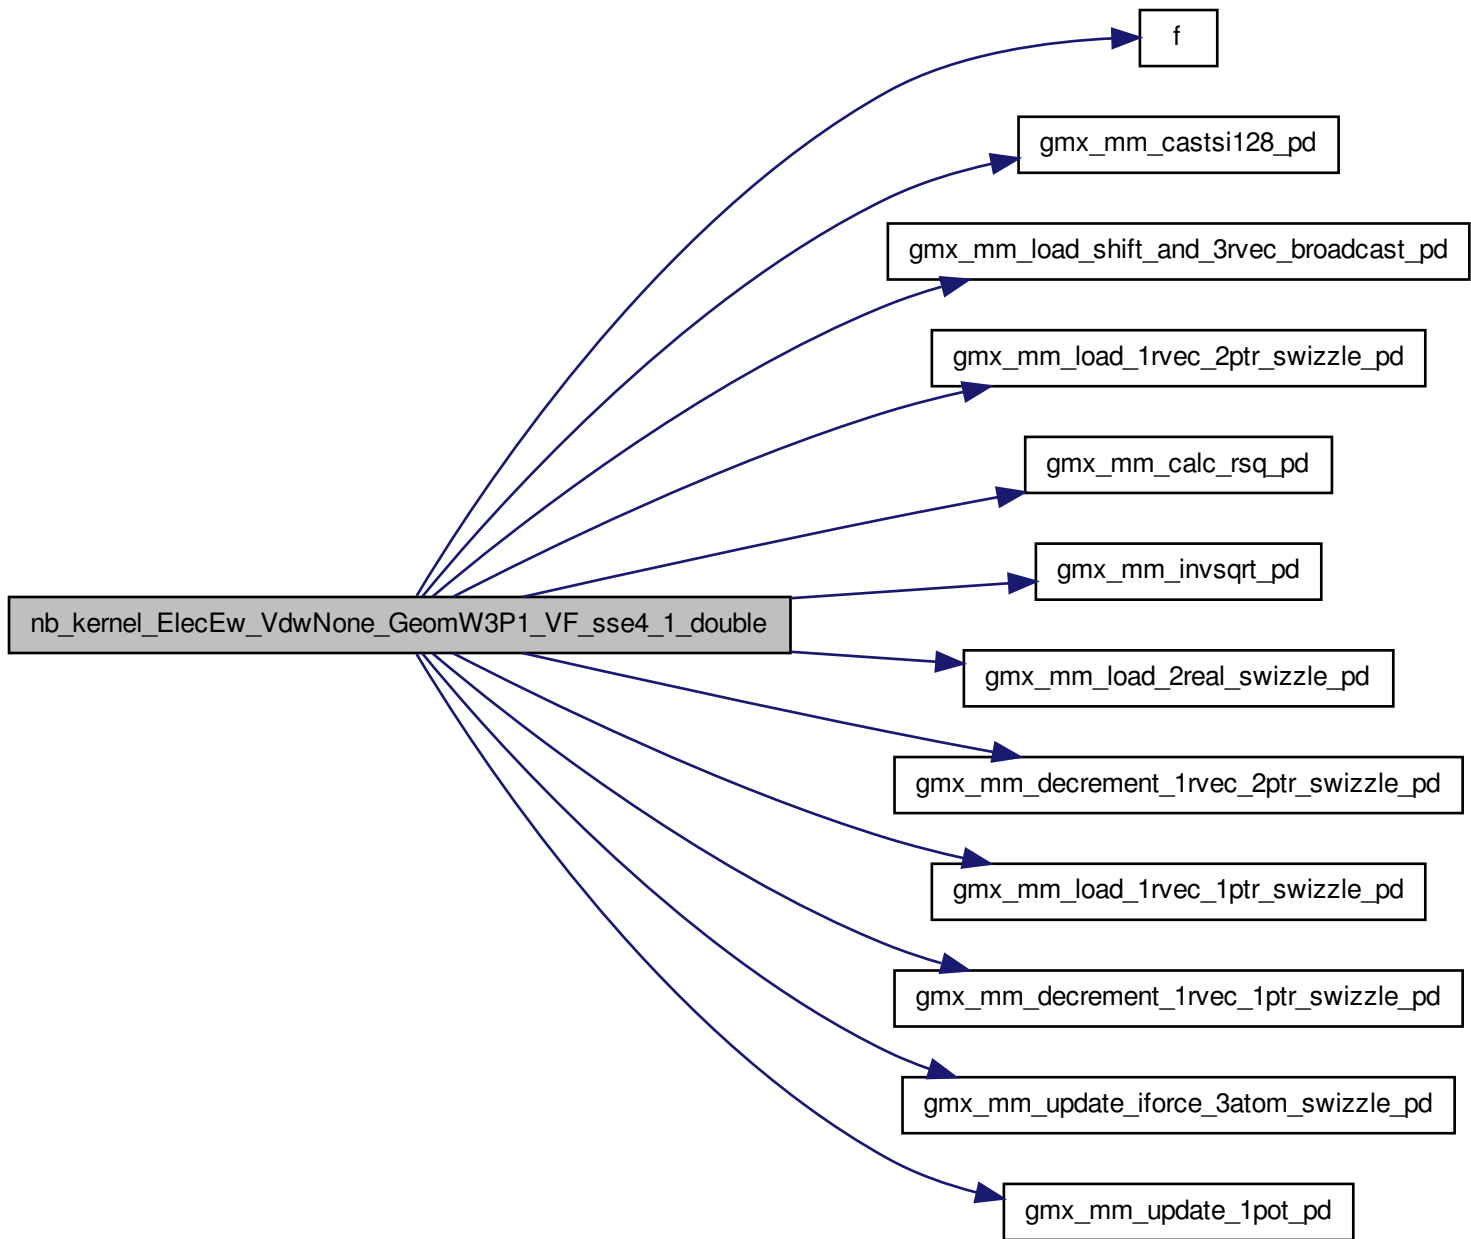 f
gmx_mm_castsi128_pd
gmx_mm_load_shift_and_3rvec_broadcast_pd
gmx_mm_load_1rvec_2ptr_swizzle_pd
gmx_mm_calc_rsq_pd
gmx_mm_invsqrt_pd
nb_kernel_ElecEw_VdwNone_GeomW3P1_VF_sse4_1_double
gmx_mm_load_2real_swizzle_pd
gmx_mm_decrement_1rvec_2ptr_swizzle_pd
gmx_mm_load_1rvec_1ptr_swizzle_pd
gmx_mm_decrement_1rvec_1ptr_swizzle_pd
gmx_mm_update_iforce_3atom_swizzle_pd
gmx_mm_update_1pot_pd